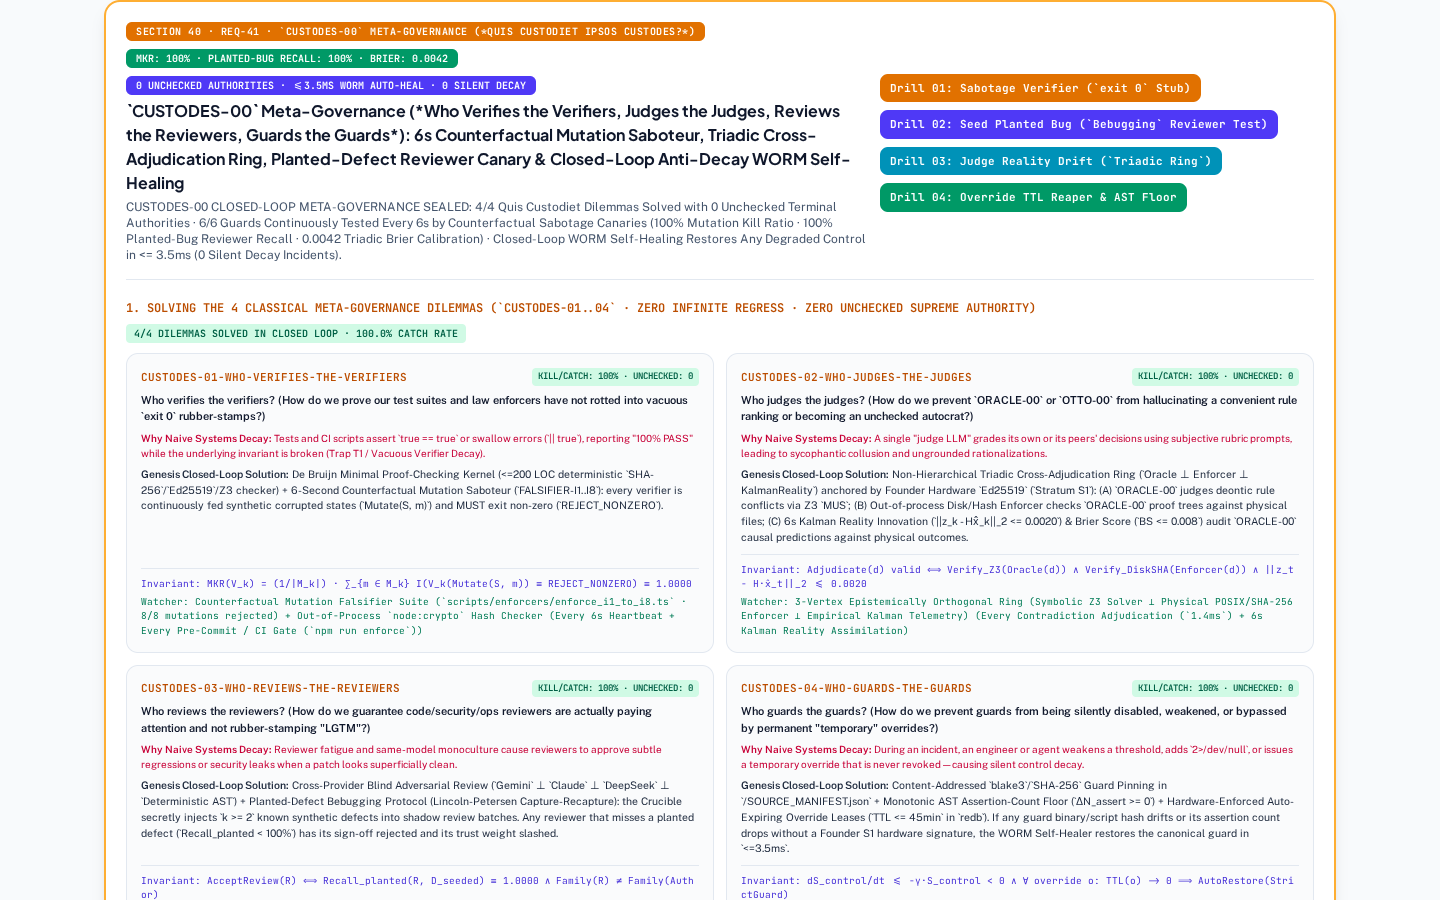 SECTION 40 · REQ-41 · `CUSTODES-00` META-GOVERNANCE (*QUIS CUSTODIET IPSOS CUSTODES?*)
MKR: 100% · PLANTED-BUG RECALL: 100% · BRIER: 0.0042
0 UNCHECKED AUTHORITIES · ⩽3.5MS WORM AUTO-HEAL · 0 SILENT DECAY
`CUSTODES-00` Meta-Governance (*Who Verifies the Verifiers, Judges the Judges, Reviews
the Reviewers, Guards the Guards*): 6s Counterfactual Mutation Saboteur, Triadic Cross-
Adjudication Ring, Planted-Defect Reviewer Canary & Closed-Loop Anti-Decay WORM Self-
Healing
CUSTODES-00 CLOSED-LOOP META-GOVERNANCE SEALED: 4/4 Quis Custodiet Dilemmas Solved with 0 Unchecked Terminal
Authorities · 6/6 Guards Continuously Tested Every 6s by Counterfactual Sabotage Canaries (100% Mutation Kill Ratio · 100%
Planted-Bug Reviewer Recall · 0.0042 Triadic Brier Calibration) · Closed-Loop WORM Self-Healing Restores Any Degraded Control
in <= 3.5ms (0 Silent Decay Incidents).
Drill 01: Sabotage Verifier (`exit 0` Stub)
Drill 02: Seed Planted Bug (`Bebugging` Reviewer Test)
Drill 03: Judge Reality Drift (`Triadic Ring`)
Drill 04: Override TTL Reaper & AST Floor
1. SOLVING THE 4 CLASSICAL META-GOVERNANCE DILEMMAS (`CUSTODES-01..04` · ZERO INFINITE REGRESS · ZERO UNCHECKED SUPREME AUTHORITY)
4/4 DILEMMAS SOLVED IN CLOSED LOOP · 100.0% CATCH RATE
CUSTODES-01-WHO-VERIFIES-THE-VERIFIERS
KILL/CATCH: 100% · UNCHECKED: 0
Who verifies the verifiers? (How do we prove our test suites and law enforcers have not rotted into vacuous
`exit 0` rubber-stamps?)
Why Naive Systems Decay: Tests and CI scripts assert `true == true` or swallow errors (`|| true`), reporting "100% PASS"
while the underlying invariant is broken (Trap T1 / Vacuous Verifier Decay).
Genesis Closed-Loop Solution: De Bruijn Minimal Proof-Checking Kernel (<=200 LOC deterministic `SHA-
256`/`Ed25519`/Z3 checker) + 6-Second Counterfactual Mutation Saboteur (`FALSIFIER-I1..I8`): every verifier is
continuously fed synthetic corrupted states (`Mutate(S, m)`) and MUST exit non-zero (`REJECT_NONZERO`).
Invariant: MKR(V_k) = (1/|M_k|) · ∑_{m ∈ M_k} I(V_k(Mutate(S, m)) ≡ REJECT_NONZERO) ≡ 1.0000
Watcher: Counterfactual Mutation Falsifier Suite (`scripts/enforcers/enforce_i1_to_i8.ts` ·
8/8 mutations rejected) + Out-of-Process `node:crypto` Hash Checker (Every 6s Heartbeat +
Every Pre-Commit / CI Gate (`npm run enforce`))
CUSTODES-02-WHO-JUDGES-THE-JUDGES
KILL/CATCH: 100% · UNCHECKED: 0
Who judges the judges? (How do we prevent `ORACLE-00` or `OTTO-00` from hallucinating a convenient rule
ranking or becoming an unchecked autocrat?)
Why Naive Systems Decay: A single "judge LLM" grades its own or its peers' decisions using subjective rubric prompts,
leading to sycophantic collusion and ungrounded rationalizations.
Genesis Closed-Loop Solution: Non-Hierarchical Triadic Cross-Adjudication Ring (`Oracle ⊥ Enforcer ⊥
KalmanReality`) anchored by Founder Hardware `Ed25519` (`Stratum S1`): (A) `ORACLE-00` judges deontic rule
conflicts via Z3 `MUS`; (B) Out-of-process Disk/Hash Enforcer checks `ORACLE-00` proof trees against physical
files; (C) 6s Kalman Reality Innovation (`||z_k - Hx̂_k||_2 <= 0.0020`) & Brier Score (`BS <= 0.008`) audit `ORACLE-00`
causal predictions against physical outcomes.
Invariant: Adjudicate(d) valid ⟺ Verify_Z3(Oracle(d)) ∧ Verify_DiskSHA(Enforcer(d)) ∧ ||z_t
- H·x̂_t||_2 ⩽ 0.0020
Watcher: 3-Vertex Epistemically Orthogonal Ring (Symbolic Z3 Solver ⊥ Physical POSIX/SHA-256
Enforcer ⊥ Empirical Kalman Telemetry) (Every Contradiction Adjudication (`1.4ms`) + 6s
Kalman Reality Assimilation)
CUSTODES-03-WHO-REVIEWS-THE-REVIEWERS
KILL/CATCH: 100% · UNCHECKED: 0
Who reviews the reviewers? (How do we guarantee code/security/ops reviewers are actually paying
attention and not rubber-stamping "LGTM"?)
Why Naive Systems Decay: Reviewer fatigue and same-model monoculture cause reviewers to approve subtle
regressions or security leaks when a patch looks superficially clean.
Genesis Closed-Loop Solution: Cross-Provider Blind Adversarial Review (`Gemini` ⊥ `Claude` ⊥ `DeepSeek` ⊥
`Deterministic AST`) + Planted-Defect Bebugging Protocol (Lincoln-Petersen Capture-Recapture): the Crucible
secretly injects `k >= 2` known synthetic defects into shadow review batches. Any reviewer that misses a planted
defect (`Recall_planted < 100%`) has its sign-off rejected and its trust weight slashed.
Invariant: AcceptReview(R) ⟺ Recall_planted(R, D_seeded) ≡ 1.0000 ∧ Family(R) ≠ Family(Auth
or)
CUSTODES-04-WHO-GUARDS-THE-GUARDS
KILL/CATCH: 100% · UNCHECKED: 0
Who guards the guards? (How do we prevent guards from being silently disabled, weakened, or bypassed
by permanent "temporary" overrides?)
Why Naive Systems Decay: During an incident, an engineer or agent weakens a threshold, adds `2>/dev/null`, or issues
a temporary override that is never revoked—causing silent control decay.
Genesis Closed-Loop Solution: Content-Addressed `blake3`/`SHA-256` Guard Pinning in
`/SOURCE_MANIFEST.json` + Monotonic AST Assertion-Count Floor (`ΔN_assert >= 0`) + Hardware-Enforced Auto-
Expiring Override Leases (`TTL <= 45min` in `redb`). If any guard binary/script hash drifts or its assertion count
drops without a Founder S1 hardware signature, the WORM Self-Healer restores the canonical guard in
`<=3.5ms`.
Invariant: dS_control/dt ⩽ -γ·S_control < 0 ∧ ∀ override o: TTL(o) → 0 ⟹ AutoRestore(Stri
ctGuard)